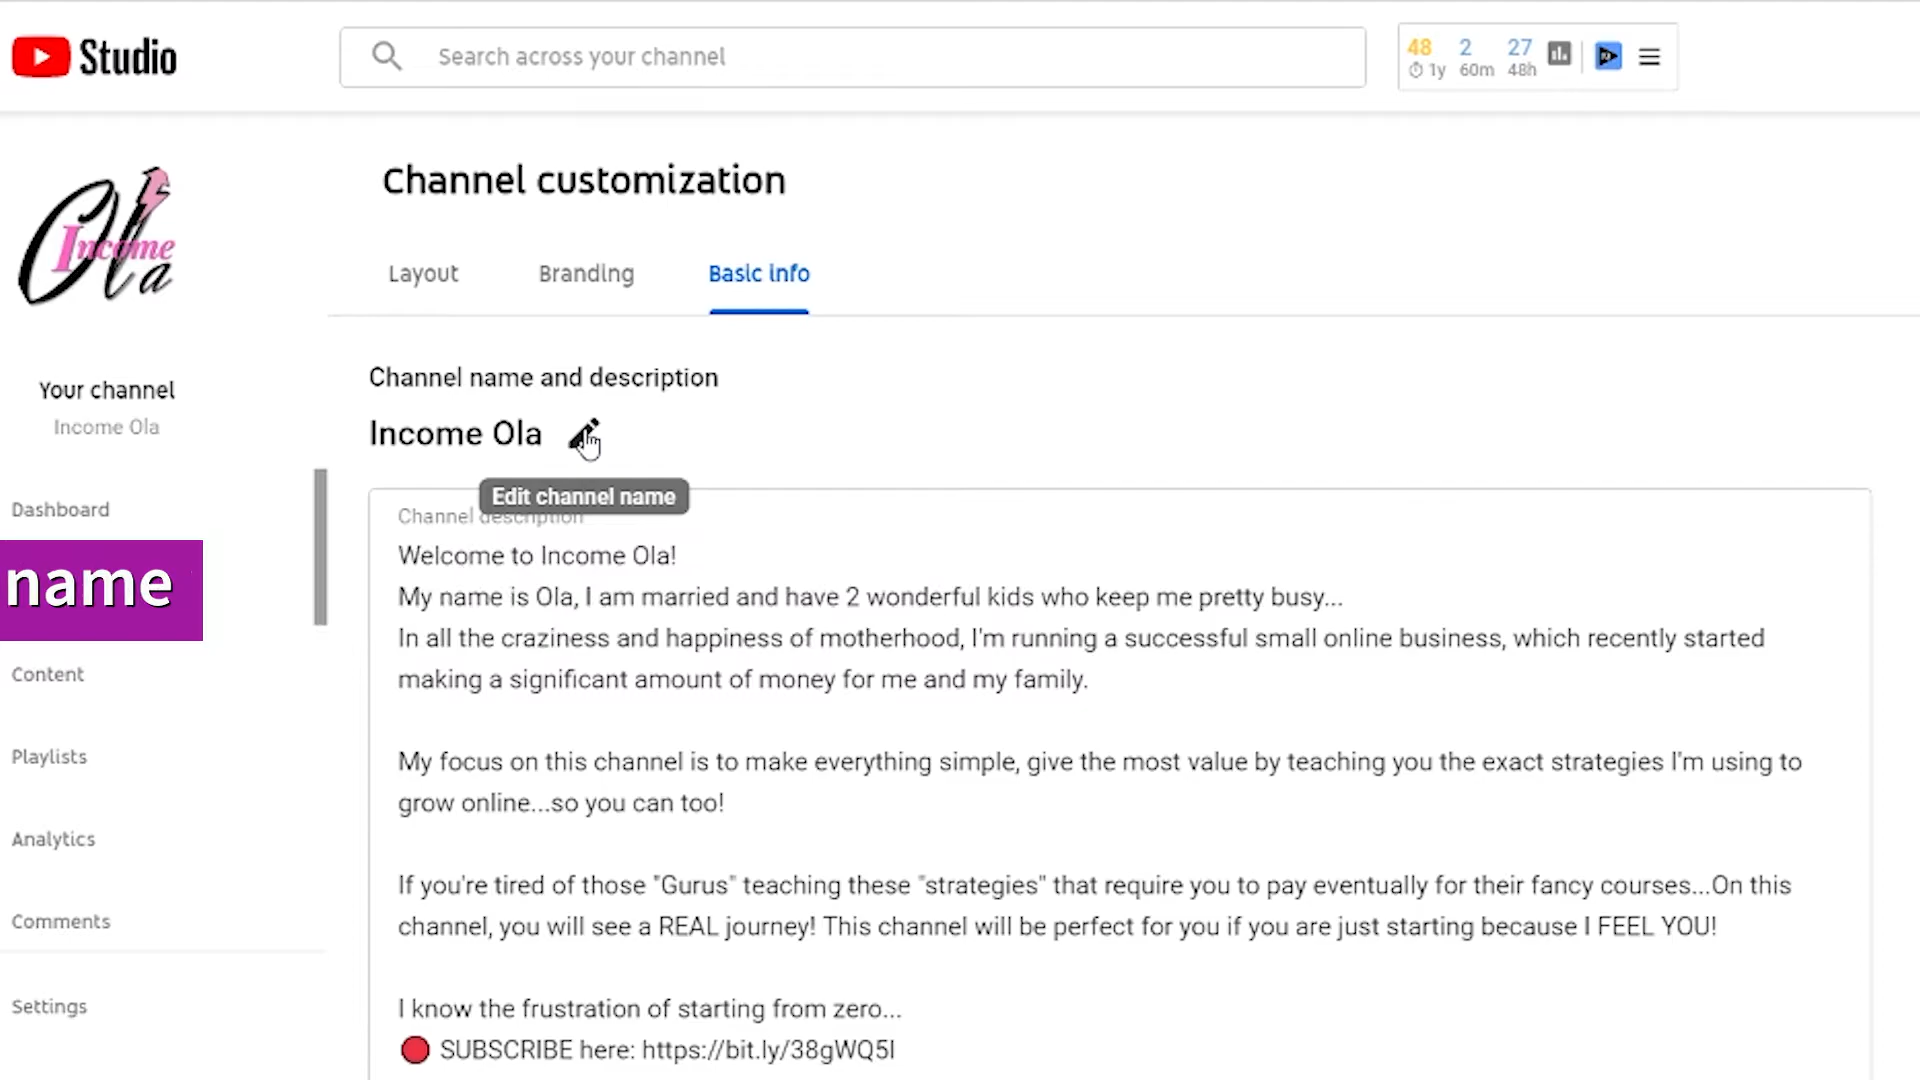 Studio
Search across your channel
48 2 27
1y 60m 48h
Income
Ola
Channel customization
Layout Branding Basic info
Your channel
Income Ola
Channel name and description
Income Ola
Edit channel name
Channel description
Dashboard
name
Content
Playlists
Analytics
Comments
Settings
Welcome to Income Ola!
My name is Ola, I am married and have 2 wonderful kids who keep me pretty busy...
In all the craziness and happiness of motherhood, I'm running a successful small online business, which recently started
making a significant amount of money for me and my family.
My focus on this channel is to make everything simple, give the most value by teaching you the exact strategies I'm using to
grow online...so you can too!
If you're tired of those "Gurus" teaching these "strategies" that require you to pay eventually for their fancy courses...On this
channel, you will see a REAL journey! This channel will be perfect for you if you are just starting because I FEEL YOU!
I know the frustration of starting from zero...
SUBSCRIBE here: https://bit.ly/38gWQ5I